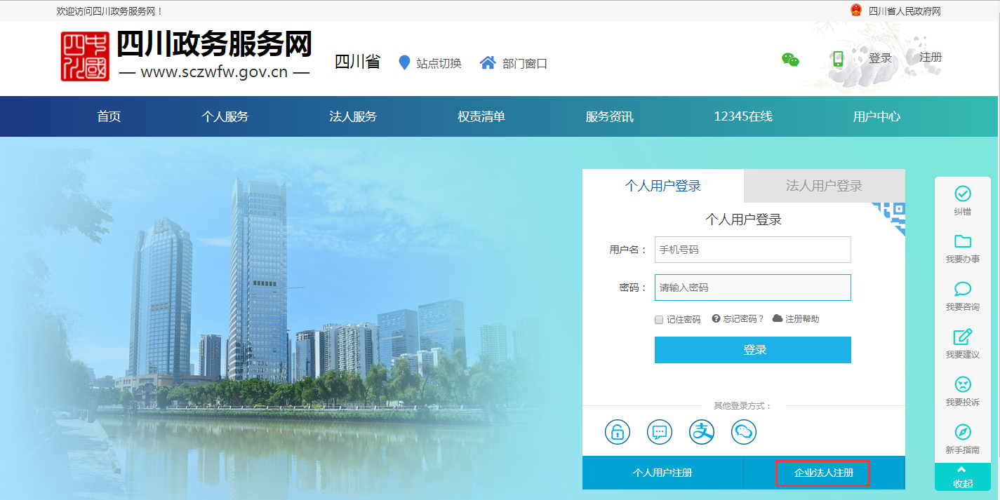 欢迎访问四川政务服务网！
四川省人民政府网
四川政务服务网
— www.sczwfw.gov.cn —
四川省
站点切换
部门窗口
登录
注册
首页
个人服务
法人服务
权责清单
服务资讯
12345在线
用户中心
个人用户登录
法人用户登录
个人用户登录
用户名：
手机号码
密码：
请输入密码
记住密码
忘记密码？
注册帮助
登录
其他登录方式：
支
个人用户注册
企业法人注册
纠错
我要办事
我要咨询
我要建议
我要投诉
新手指南
收起